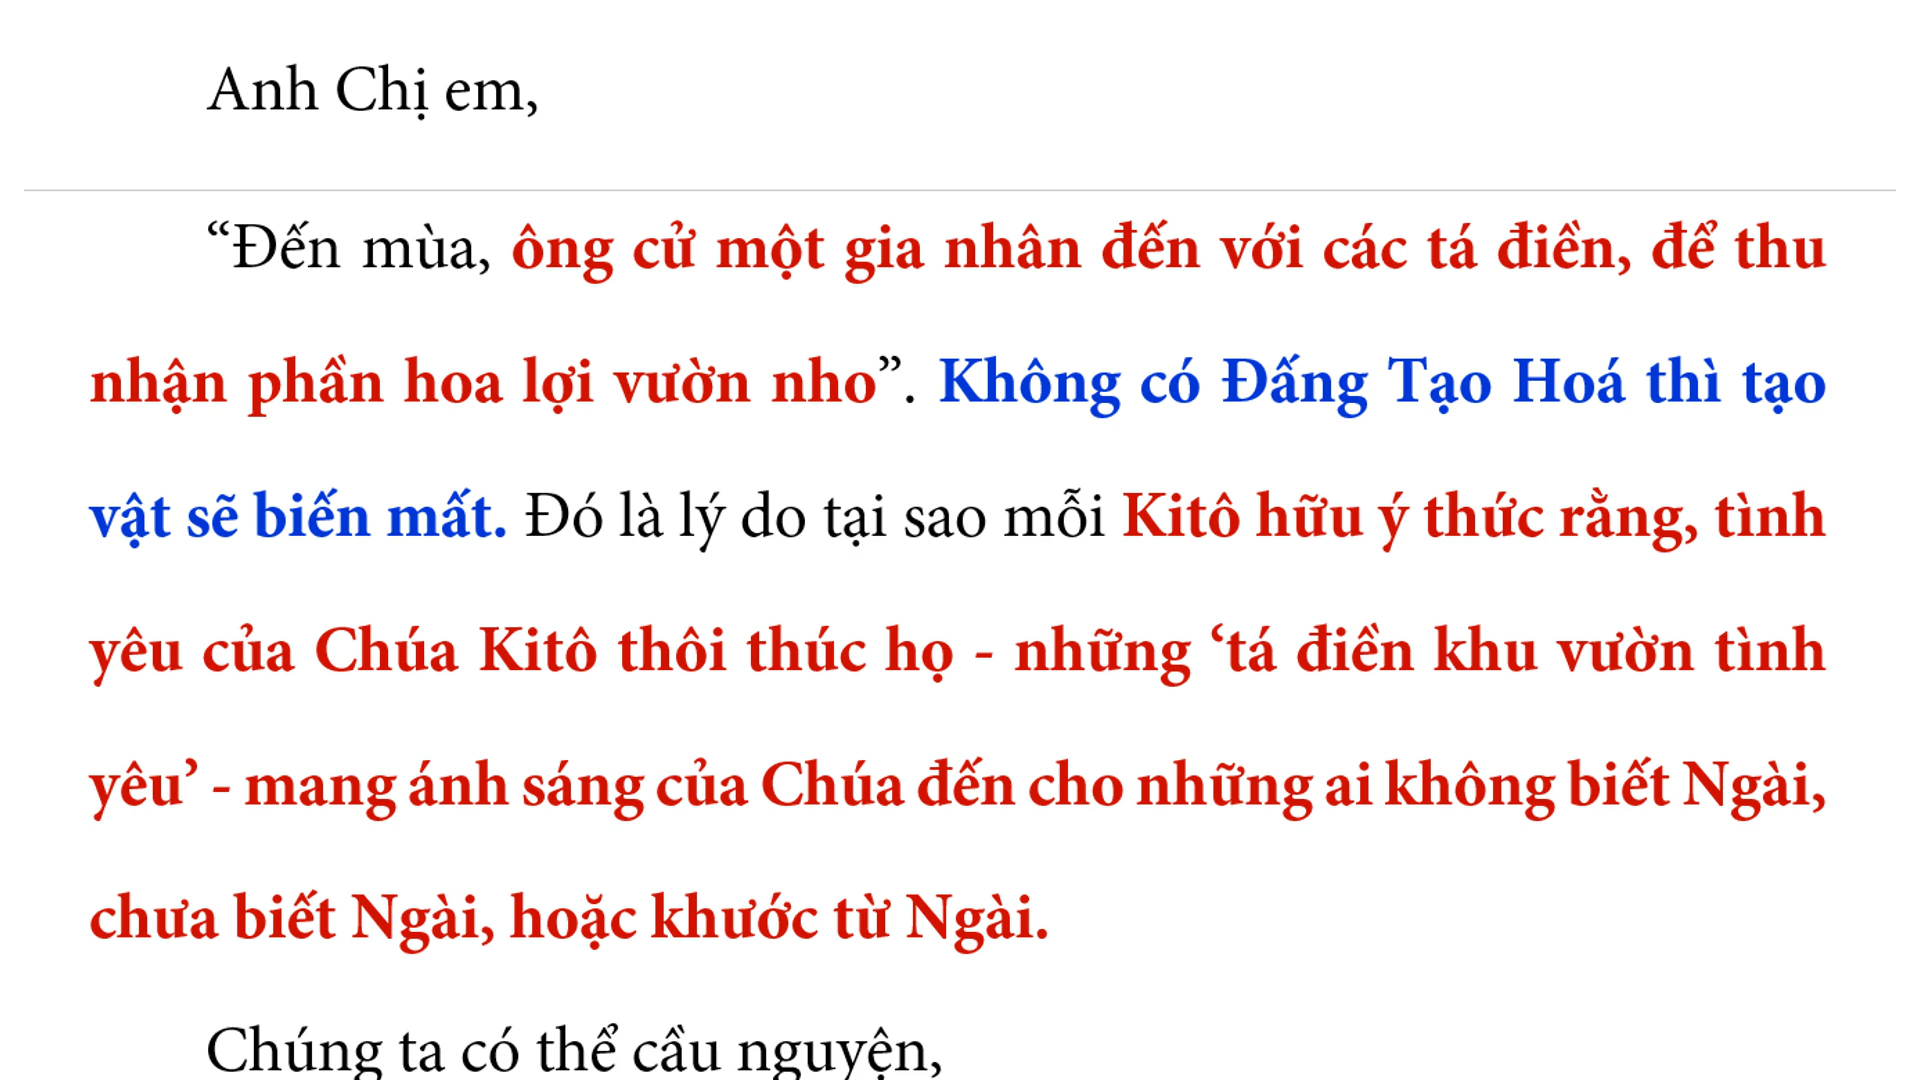 Anh Chị em,
“Đến mùa, ông cử một gia nhân đến với các tá điền, để thu
nhận phần hoa lợi vườn nho”. Không có Đấng Tạo Hoá thì tạo
vật sẽ biến mất. Đó là lý do tại sao mỗi Kitô hữu ý thức rằng, tình
yêu của Chúa Kitô thôi thúc họ - những ‘tá điền khu vườn tình
yêu’ - mang ánh sáng của Chúa đến cho những ai không biết Ngài,
chưa biết Ngài, hoặc khước từ Ngài.
Chúng ta có thể cầu nguyện,